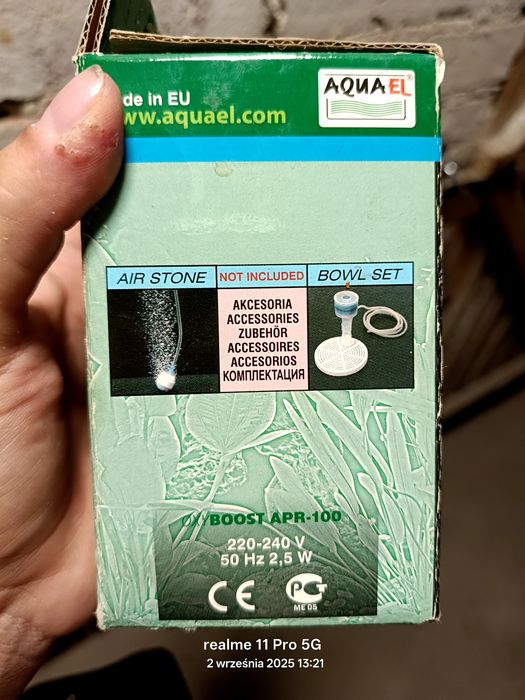 de in EU
www.aquael.com
AQUAEL®
AIR STONE
NOT INCLUDED
BOWL SET
AKCESORIA
ACCESSORIES
ZUBEHÖR
ACCESSOIRES
ACCESORIOS
КОМПЛЕКТАЦИЯ
OXYBOOST APR-100
220-240 V
50 Hz 2,5 W
CE
РСТ
ME 05
realme 11 Pro 5G
2 września 2025 13:21